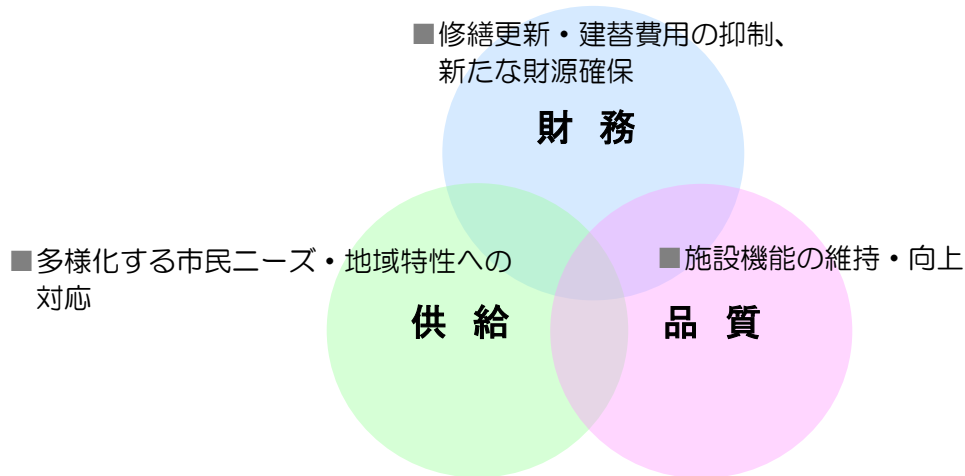 ■修繕更新・建替費用の抑制、
新たな財源確保
財 務
■多様化する市民ニーズ・地域特性への
対応
供 給
■施設機能の維持・向上
品 質